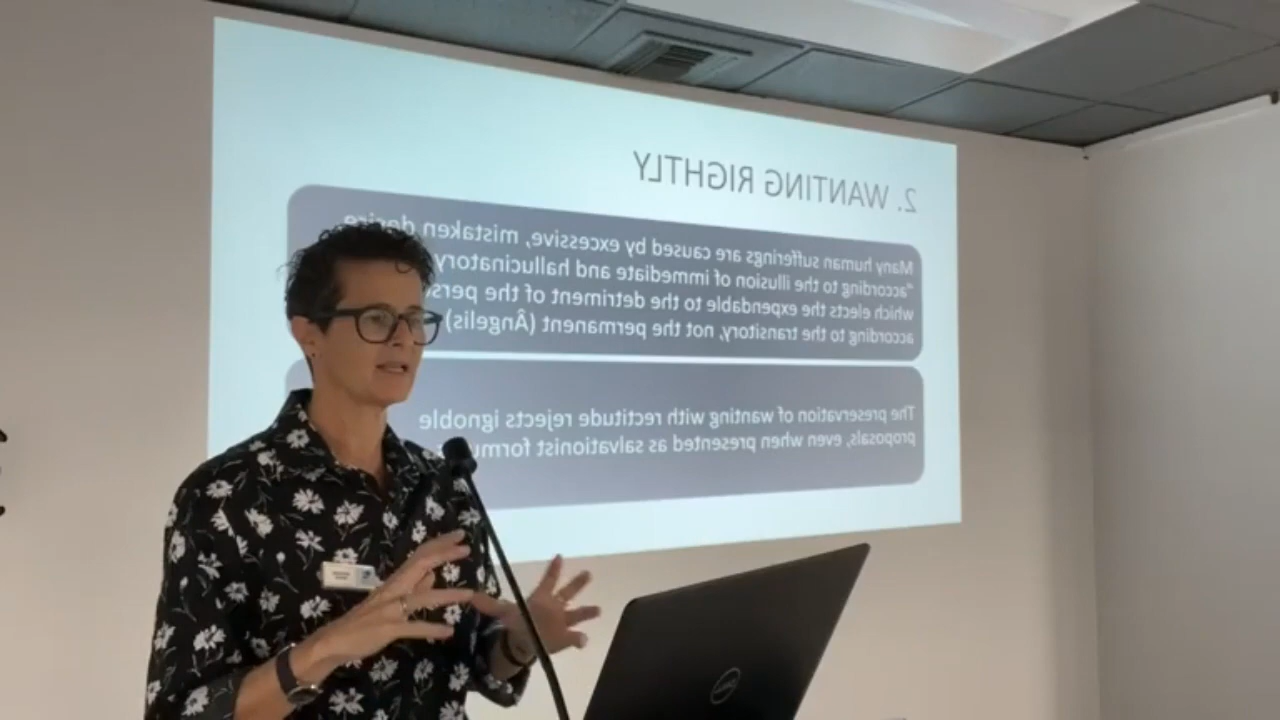 2. WANTING RIGHTLY
Many human sufferings are caused by excessive, mistaken desire,
“according to the illusion of immediate and hallucinatory
which elects the expendable to the detriment of the
according to the transitory, not the permanent (Ângelis)
The preservation of wanting with rectitude rejects ignoble
proposals, even when presented as salvationist
DELL